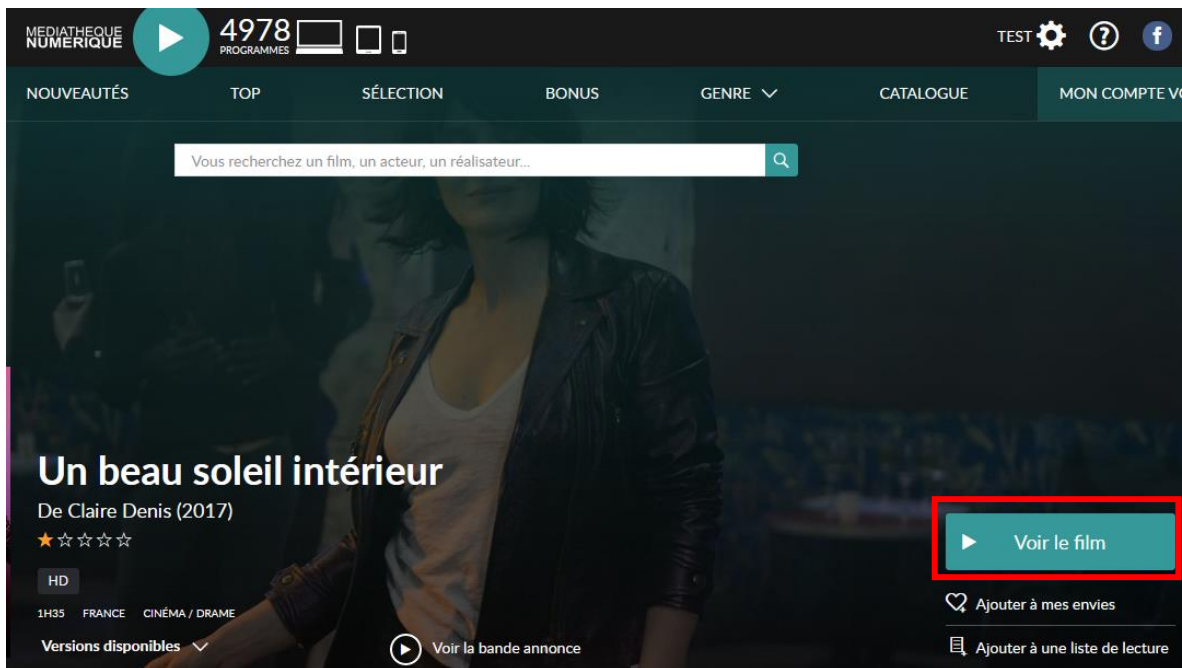 MEDIATHEQUE
NUMERIQUE
4978
PROGRAMMES
TEST
?
f
NOUVEAUTÉS TOP SÉLECTION BONUS GENRE CATALOGUE MON COMPTE
Vous recherchez un film, un acteur, un réalisateur...
Un beau soleil intérieur
De Claire Denis (2017)
HD
1H35 FRANCE CINÉMA / DRAME
Versions disponibles
Voir la bande annonce
Voir le film
Ajouter à mes envies
Ajouter à une liste de lecture